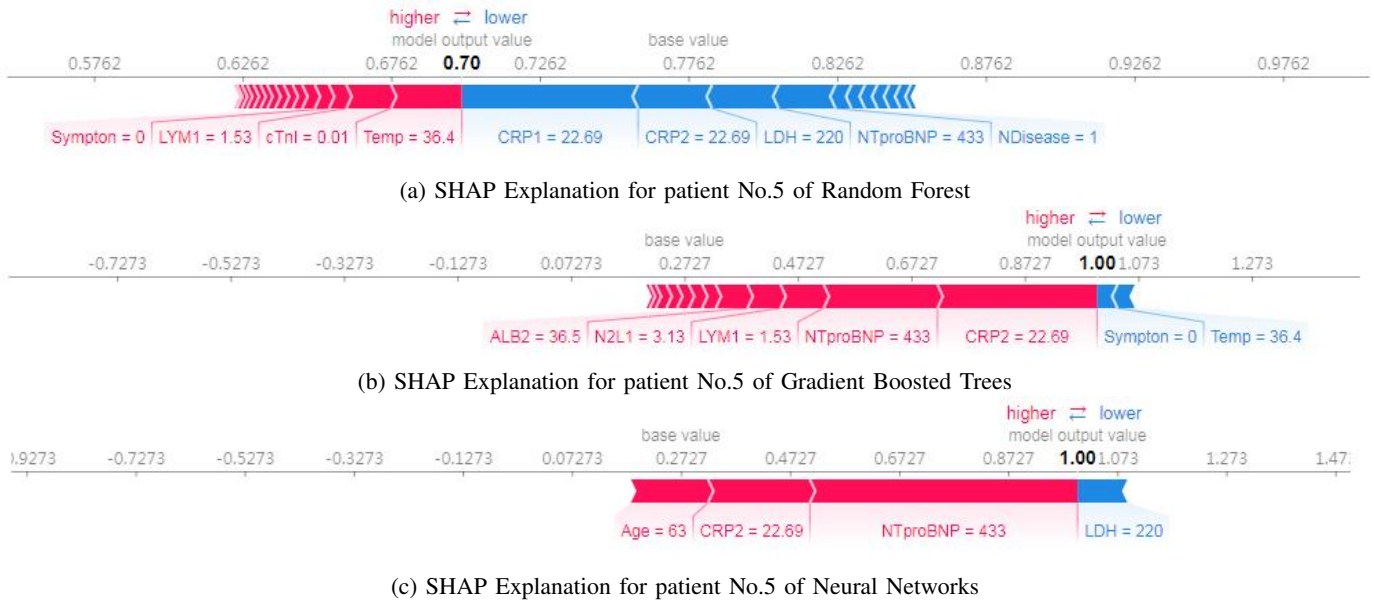 higher ⇄ lower
model output value base value
0.5762 0.6262 0.6762 0.70 0.7262 0.7762 0.8262 0.8762 0.9262 0.9762
Sympton = 0 LYM1 = 1.53 cTnI = 0.01 Temp = 36.4 CRP1 = 22.69 CRP2 = 22.69 LDH = 220 NTproBNP = 433 NDisease = 1
(a) SHAP Explanation for patient No.5 of Random Forest
higher ⇄ lower
base value model output value
-0.7273 -0.5273 -0.3273 -0.1273 0.07273 0.2727 0.4727 0.6727 0.8727 1.00 1.073 1.273
ALB2 = 36.5 N2L1 = 3.13 LYM1 = 1.53 NTproBNP = 433 CRP2 = 22.69 Sympton = 0 Temp = 36.4
(b) SHAP Explanation for patient No.5 of Gradient Boosted Trees
higher ⇄ lower
base value model output value
0.9273 -0.7273 -0.5273 -0.3273 -0.1273 0.07273 0.2727 0.4727 0.6727 0.8727 1.00 1.073 1.273 1.47
Age = 63 CRP2 = 22.69 NTproBNP = 433 LDH = 220
(c) SHAP Explanation for patient No.5 of Neural Networks